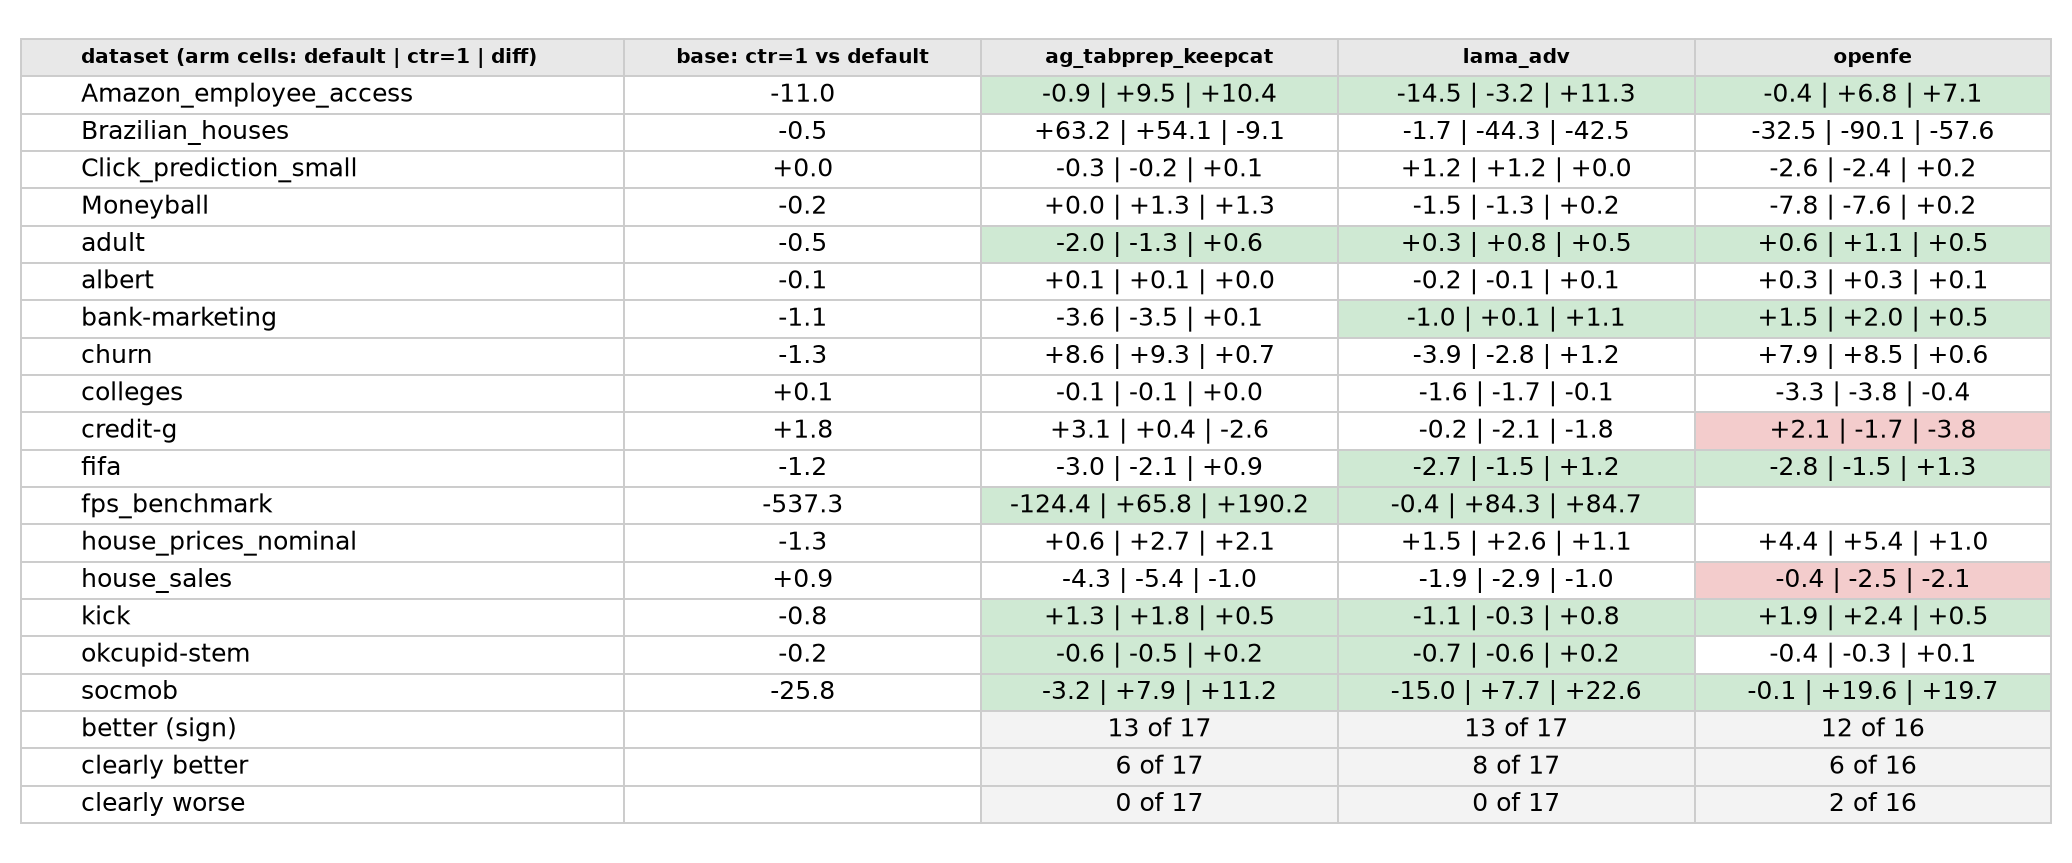 dataset (arm cells: default | ctr=1 | diff) base: ctr=1 vs default ag_tabprep_keepcat lama_adv openfe
Amazon_employee_access -11.0 -0.9 | +9.5 | +10.4 -14.5 | -3.2 | +11.3 -0.4 | +6.8 | +7.1
Brazilian_houses -0.5 +63.2 | +54.1 | -9.1 -1.7 | -44.3 | -42.5 -32.5 | -90.1 | -57.6
Click_prediction_small +0.0 -0.3 | -0.2 | +0.1 +1.2 | +1.2 | +0.0 -2.6 | -2.4 | +0.2
Moneyball -0.2 +0.0 | +1.3 | +1.3 -1.5 | -1.3 | +0.2 -7.8 | -7.6 | +0.2
adult -0.5 -2.0 | -1.3 | +0.6 +0.3 | +0.8 | +0.5 +0.6 | +1.1 | +0.5
albert -0.1 +0.1 | +0.1 | +0.0 -0.2 | -0.1 | +0.1 +0.3 | +0.3 | +0.1
bank-marketing -1.1 -3.6 | -3.5 | +0.1 -1.0 | +0.1 | +1.1 +1.5 | +2.0 | +0.5
churn -1.3 +8.6 | +9.3 | +0.7 -3.9 | -2.8 | +1.2 +7.9 | +8.5 | +0.6
colleges +0.1 -0.1 | -0.1 | +0.0 -1.6 | -1.7 | -0.1 -3.3 | -3.8 | -0.4
credit-g +1.8 +3.1 | +0.4 | -2.6 -0.2 | -2.1 | -1.8 +2.1 | -1.7 | -3.8
fifa -1.2 -3.0 | -2.1 | +0.9 -2.7 | -1.5 | +1.2 -2.8 | -1.5 | +1.3
fps_benchmark -537.3 -124.4 | +65.8 | +190.2 -0.4 | +84.3 | +84.7
house_prices_nominal -1.3 +0.6 | +2.7 | +2.1 +1.5 | +2.6 | +1.1 +4.4 | +5.4 | +1.0
house_sales +0.9 -4.3 | -5.4 | -1.0 -1.9 | -2.9 | -1.0 -0.4 | -2.5 | -2.1
kick -0.8 +1.3 | +1.8 | +0.5 -1.1 | -0.3 | +0.8 +1.9 | +2.4 | +0.5
okcupid-stem -0.2 -0.6 | -0.5 | +0.2 -0.7 | -0.6 | +0.2 -0.4 | -0.3 | +0.1
socmob -25.8 -3.2 | +7.9 | +11.2 -15.0 | +7.7 | +22.6 -0.1 | +19.6 | +19.7
better (sign) 13 of 17 13 of 17 12 of 16
clearly better 6 of 17 8 of 17 6 of 16
clearly worse 0 of 17 0 of 17 2 of 16